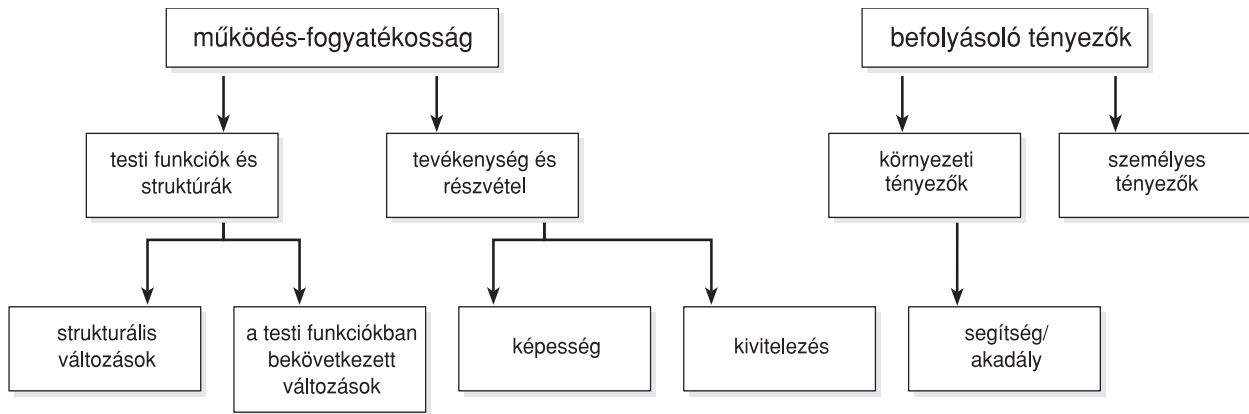 működés-fogyatékosság
befolyásoló tényezők
testi funkciók és
struktúrák
tevékenység és
részvétel
környezeti
tényezők
személyes
tényezők
strukturális
változások
a testi funkciókban
bekövetkezett
változások
képesség
kivitelezés
segítség/
akadály